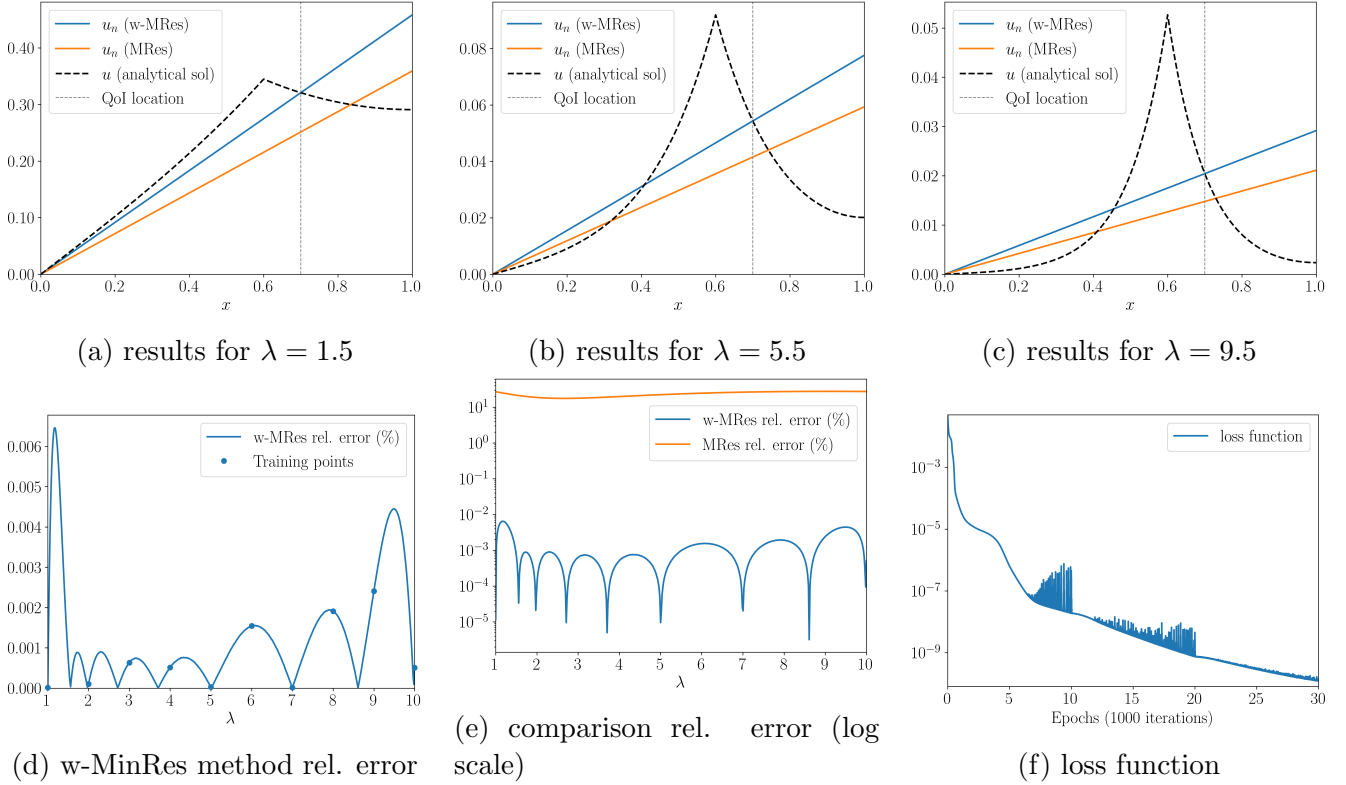 u_n (w-MRes)
u_n (MRes)
u (analytical sol)
QoI location
0.40
0.30
0.20
0.10
0.00
0.0 0.2 0.4 0.6 0.8 1.0
x
(a) results for λ = 1.5
u_n (w-MRes)
u_n (MRes)
u (analytical sol)
QoI location
0.08
0.06
0.04
0.02
0.00
0.0 0.2 0.4 0.6 0.8 1.0
x
(b) results for λ = 5.5
u_n (w-MRes)
u_n (MRes)
u (analytical sol)
QoI location
0.05
0.04
0.03
0.02
0.01
0.00
0.0 0.2 0.4 0.6 0.8 1.0
x
(c) results for λ = 9.5
w-MRes rel. error (%)
Training points
0.006
0.005
0.004
0.003
0.002
0.001
0.000
1 2 3 4 5 6 7 8 9 10
λ
(d) w-MinRes method rel. error
w-MRes rel. error (%)
MRes rel. error (%)
10^1
10^0
10^-1
10^-2
10^-3
10^-4
10^-5
1 2 3 4 5 6 7 8 9 10
λ
(e) comparison rel. error (log
scale)
loss function
10^-3
10^-5
10^-7
10^-9
0 5 10 15 20 25 30
Epochs (1000 iterations)
(f) loss function